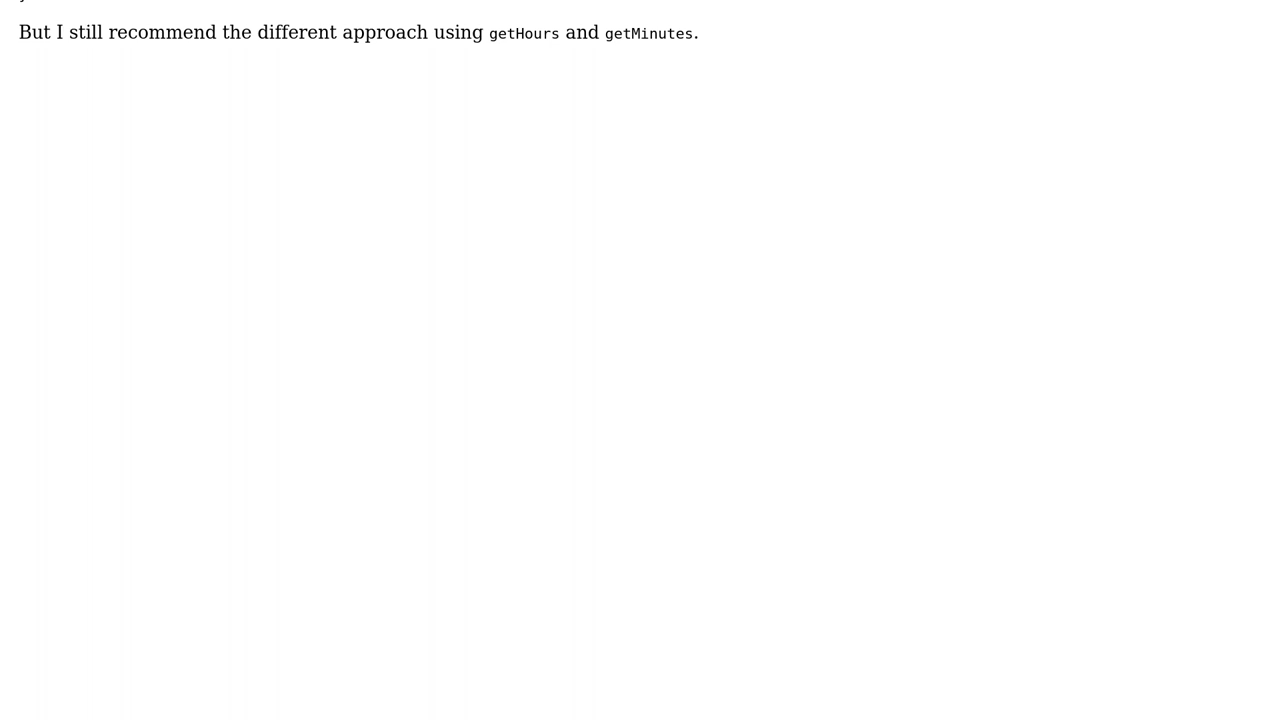 But I still recommend the different approach using getHours and getMinutes.